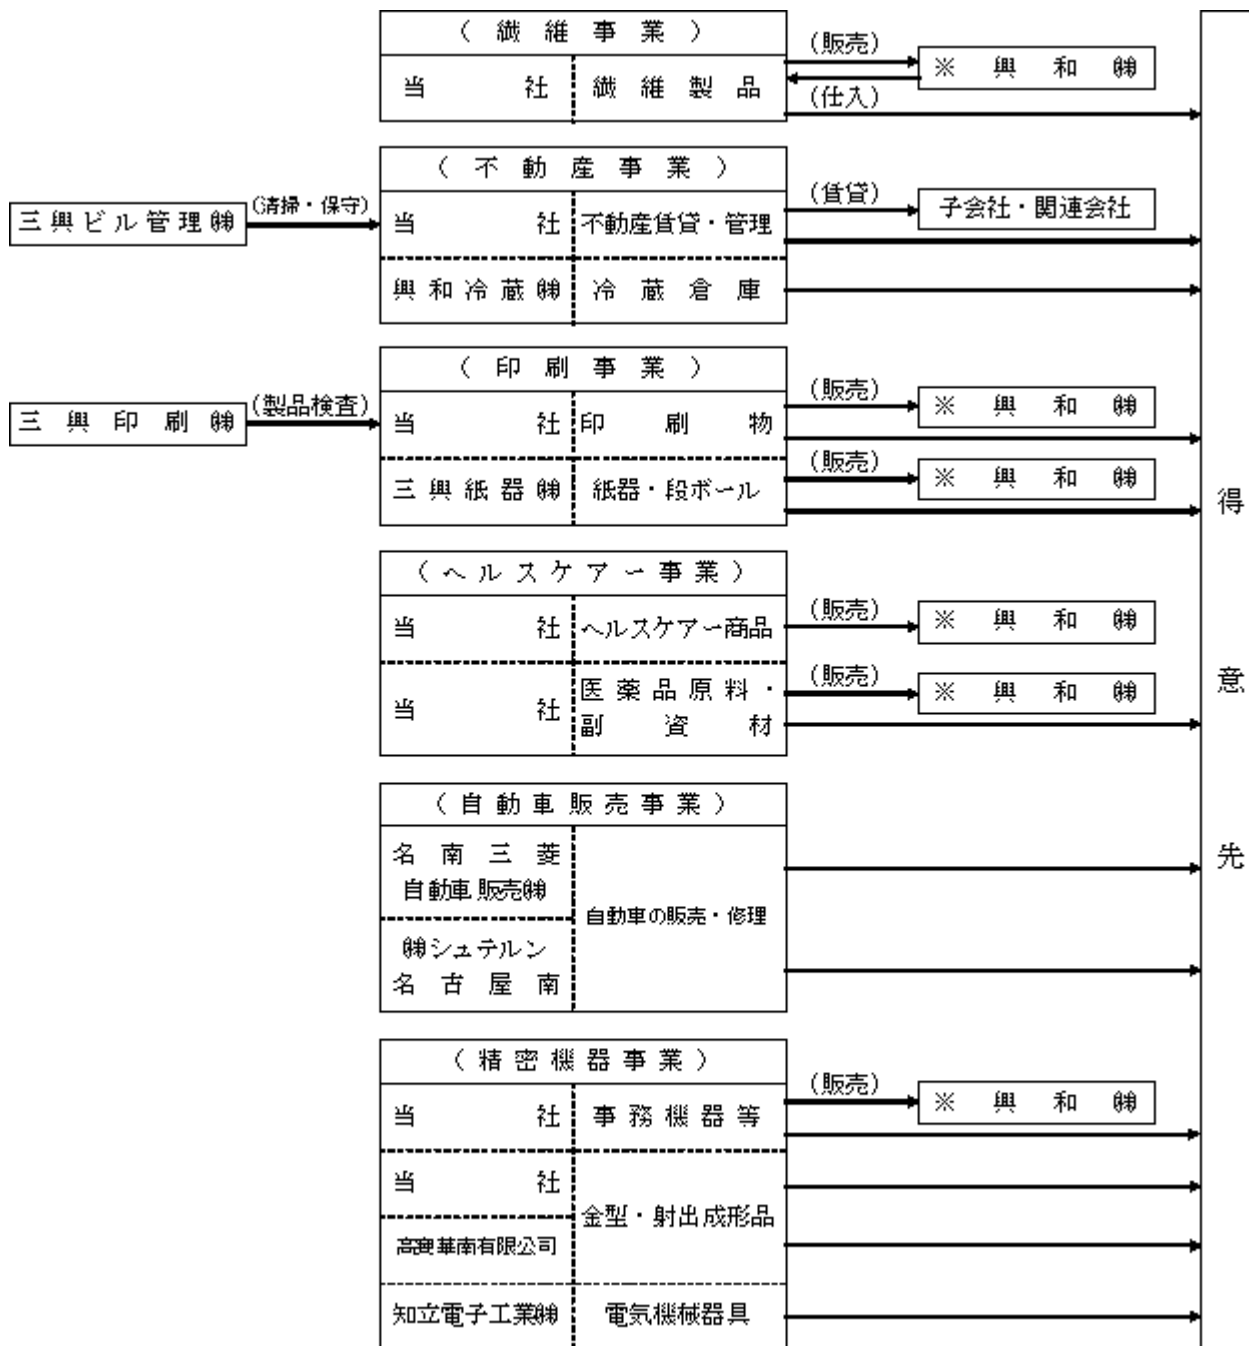 （繊維事業）
当社 繊維製品
（販売）
※興和㈱
（仕入）
（不動産事業）
三興ビル管理㈱
（清掃・保守）
当社 不動産賃貸・管理
（賃貸）
子会社・関連会社
興和冷蔵㈱ 冷蔵倉庫
（印刷事業）
三興印刷㈱
（製品検査）
当社 印刷物
（販売）
※興和㈱
三興紙器㈱ 紙器・段ボール
（販売）
※興和㈱
（ヘルスケアー事業）
当社 ヘルスケアー商品
（販売）
※興和㈱
当社 医薬品原料・
副資材
（販売）
※興和㈱
（自動車販売事業）
名南三菱
自動車販売㈱
㈱シュテルン
名古屋南
自動車の販売・修理
（精密機器事業）
当社 事務機器等
（販売）
※興和㈱
当社
金型・射出成形品
華南有限公司
知立電子工業㈱ 電気機械器具
得意先